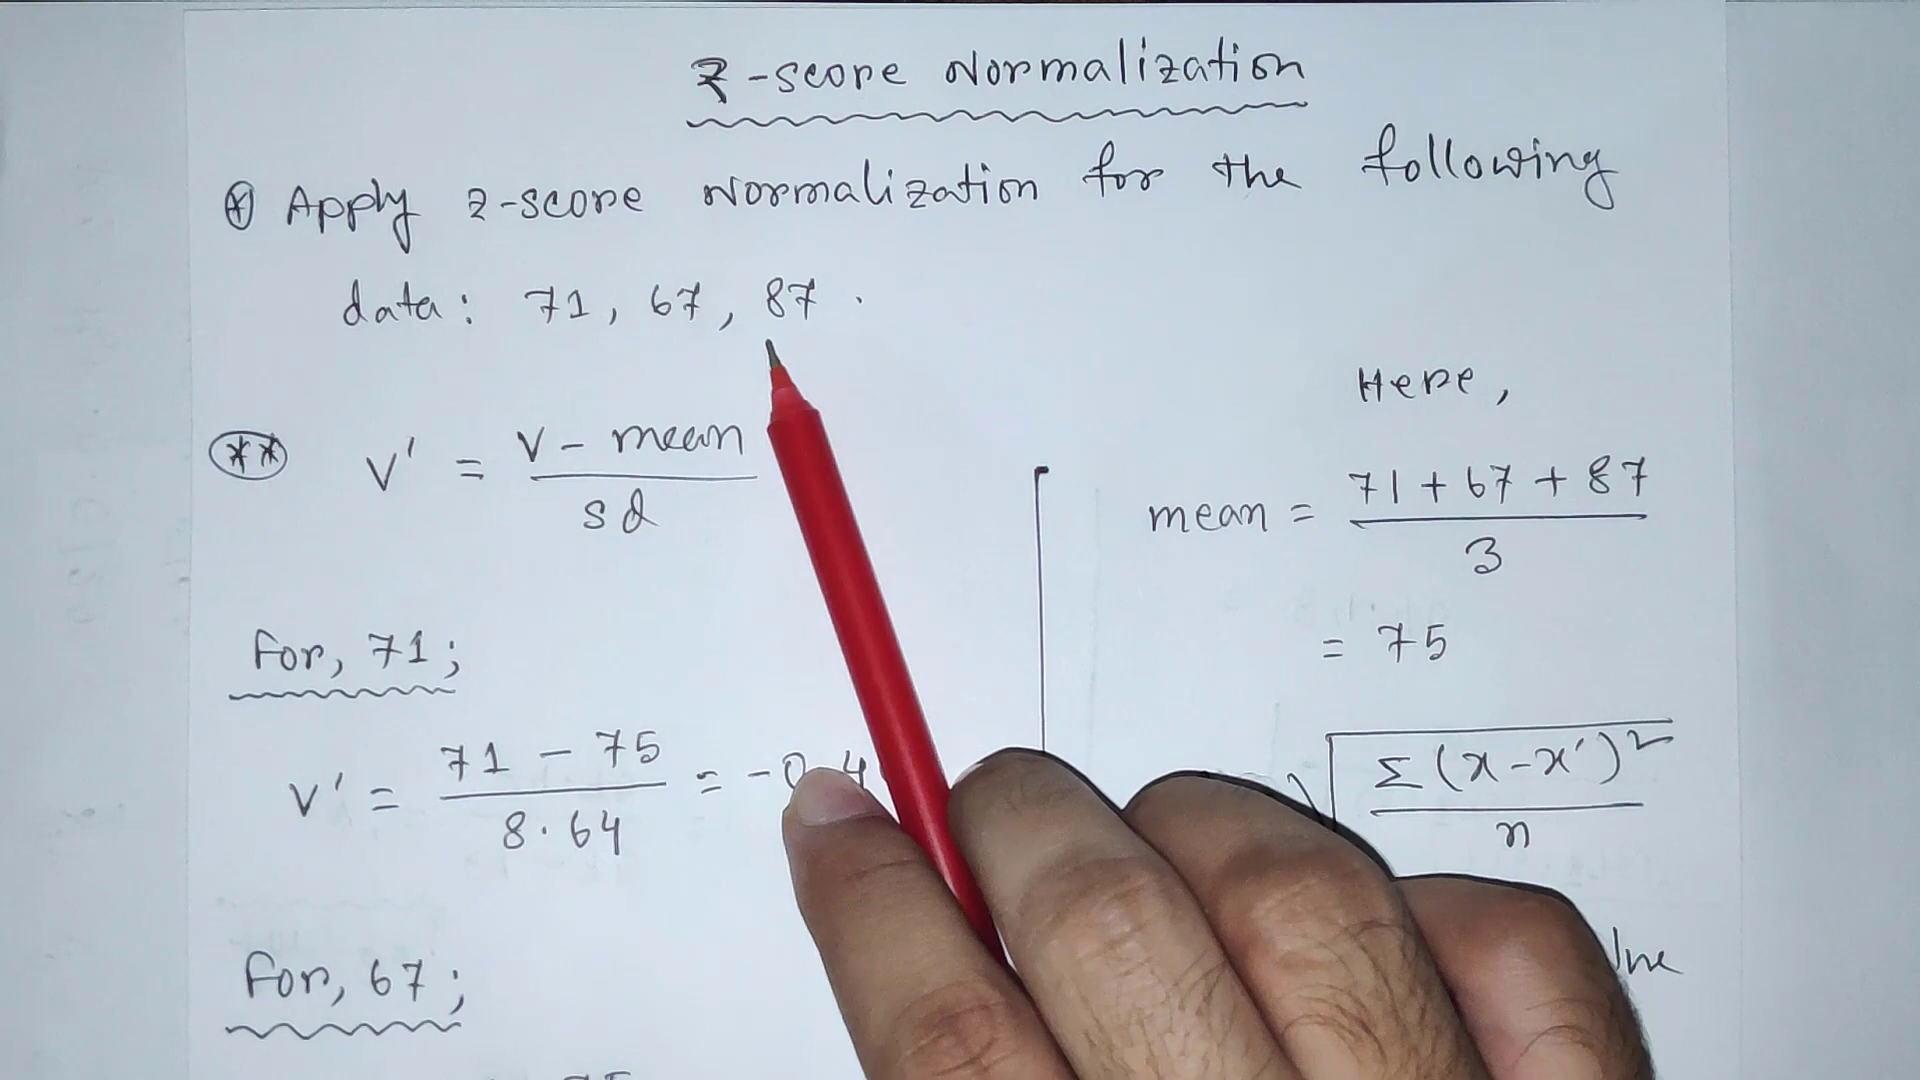 Z-score Normalization
* Apply z-score Normalization for the following
data: 71, 67, 87.
** v' = v - mean / sd
Here,
mean = 71 + 67 + 87 / 3
= 75
For, 71;
v' = 71 - 75 / 8.64 = -0.4
√ Σ(x-x')² / n
For, 67;